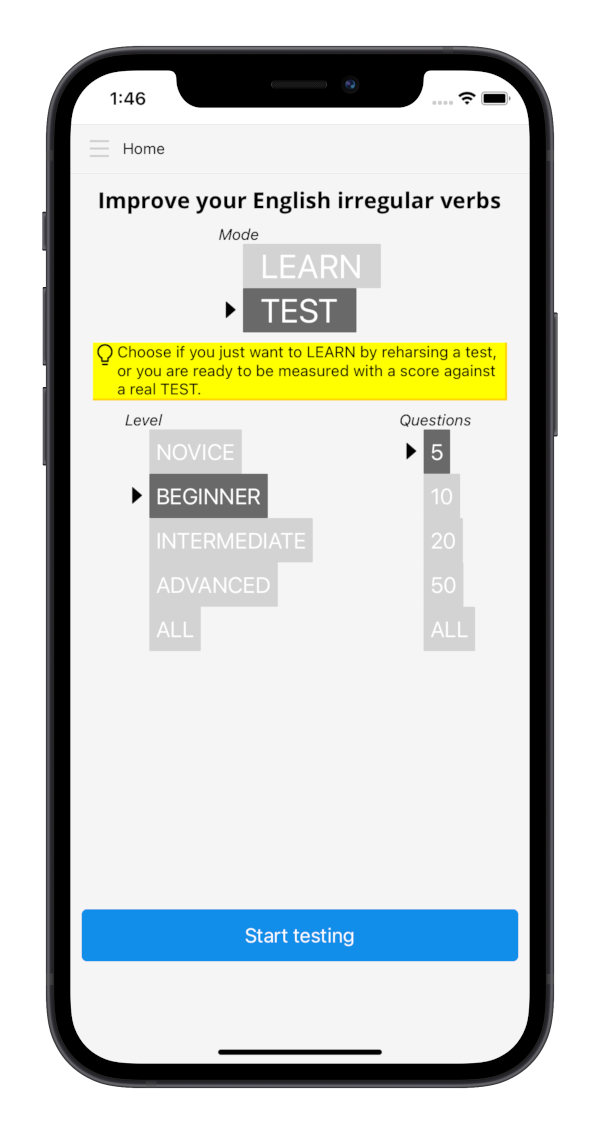 1:46
Home
Improve your English irregular verbs
Mode
LEARN
TEST
Choose if you just want to LEARN by reharsing a test,
or you are ready to be measured with a score against
a real TEST.
Level
NOVICE
BEGINNER
INTERMEDIATE
ADVANCED
ALL
Questions
5
10
20
50
ALL
Start testing